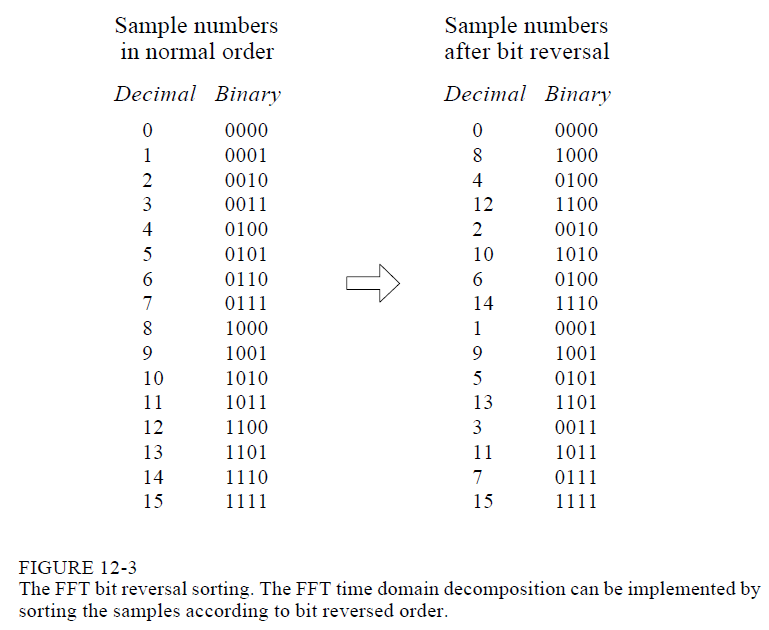 Sample numbers in normal order    Sample numbers after bit reversal
Decimal Binary    Decimal Binary
0 0000    0 0000
1 0001    8 1000
2 0010    4 0100
3 0011    12 1100
4 0100    2 0010
5 0101    10 1010
6 0110    6 0100
7 0111    14 1110
8 1000    1 0001
9 1001    9 1001
10 1010    5 0101
11 1011    13 1101
12 1100    3 0011
13 1101    11 1011
14 1110    7 0111
15 1111    15 1111
FIGURE 12-3
The FFT bit reversal sorting. The FFT time domain decomposition can be implemented by
sorting the samples according to bit reversed order.